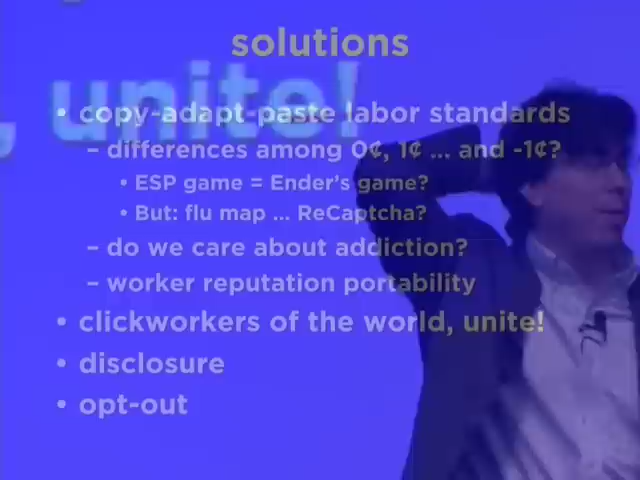 solutions
, unite!
• copy-adapt-paste labor standards
– differences among 0¢, 1¢ ... and -1¢?
• ESP game = Ender's game?
• But: flu map ... ReCaptcha?
– do we care about addiction?
– worker reputation portability
• clickworkers of the world, unite!
• disclosure
• opt-out